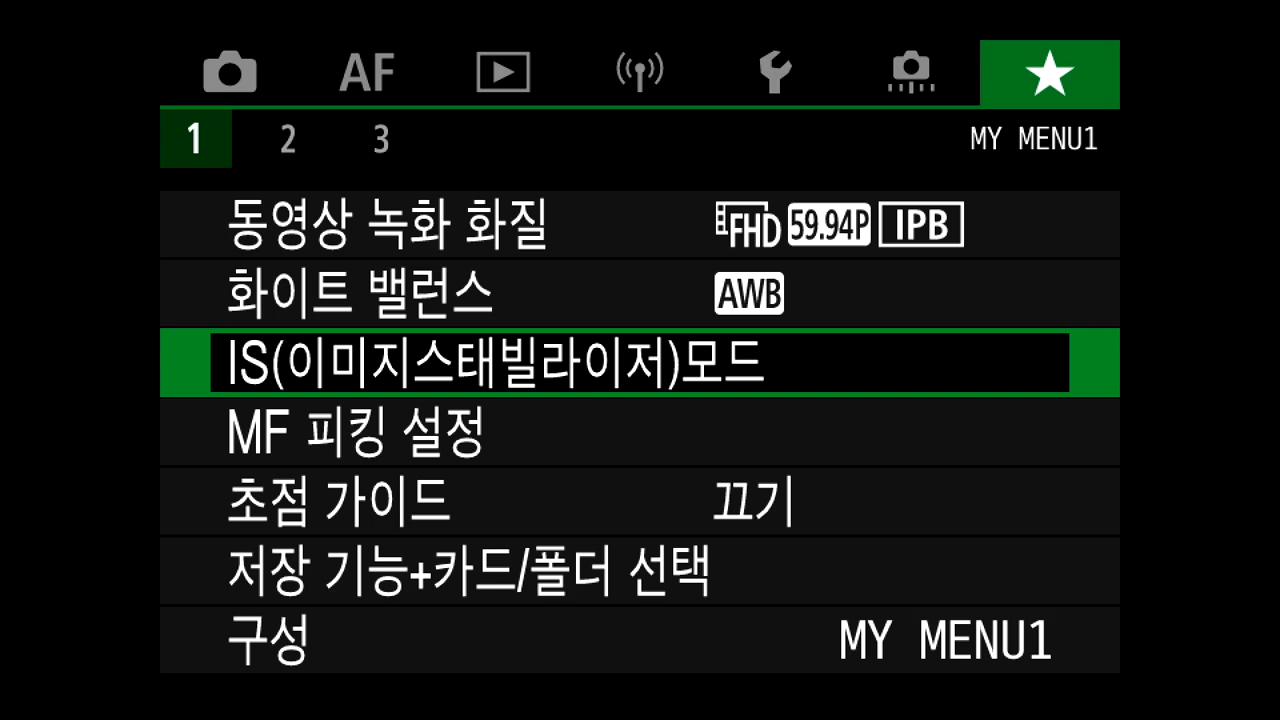 AF
1 2 3 MY MENU1
동영상 녹화 화질 FHD 59.94P IPB
화이트 밸런스 AWB
IS(이미지스태빌라이저)모드
MF 피킹 설정
초점 가이드 끄기
저장 기능+카드/폴더 선택
구성 MY MENU1